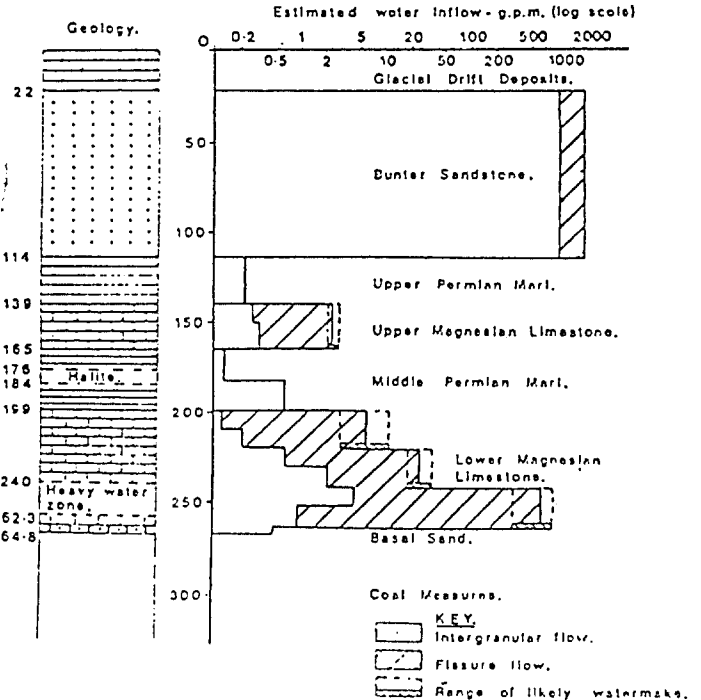 Estimated water inflow - g.p.m. (log scale)
Geology.
0 0·2 1 5 20 100 500 2000
0·5 2 10 50 200 1000
Glacial Drift Deposits.
22
50
Bunter Sandstone.
100
114
Upper Permian Marl.
139
150
Upper Magnesian Limestone.
165
176
Halite.
184
Middle Permian Marl.
199
200
Lower Magnesian
Limestone.
240
Heavy water
zone.
250
62·3
64·8
Basal Sand.
300
Coal Measures.
KEY.
Intergranular flow.
Fissure flow.
Range of likely watermake.